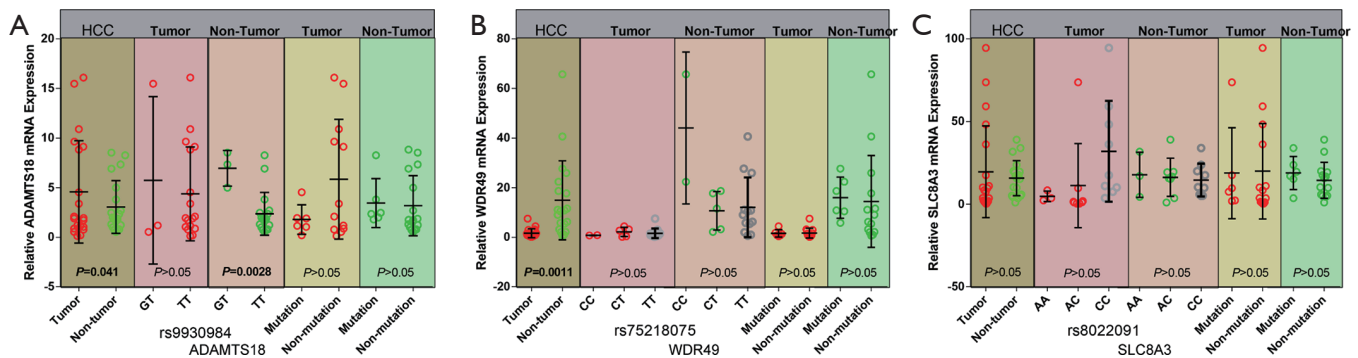 A
HCC Tumor Non-Tumor Tumor Non-Tumor
Relative ADAMTS18 mRNA Expression
20
15
10
5
0
-5
P=0.041 P>0.05 P=0.0028 P>0.05 P>0.05
Tumor Non-tumor GT TT GT TT Mutation Non-mutation Mutation Non-mutation
rs9930984
ADAMTS18
B
HCC Tumor Non-Tumor Tumor Non-Tumor
Relative WDR49 mRNA Expression
80
60
40
20
0
-20
P=0.0011 P>0.05 P>0.05 P>0.05 P>0.05
Tumor Non-tumor CC CT TT CC CT TT Mutation Non-mutation Mutation Non-mutation
rs75218075
WDR49
C
HCC Tumor Non-Tumor Tumor Non-Tumor
Relative SLC8A3 mRNA Expression
100
50
0
-50
P>0.05 P>0.05 P>0.05 P>0.05 P>0.05
Tumor Non-tumor AA AC CC AA AC CC Mutation Non-mutation Mutation Non-mutation
rs8022091
SLC8A3